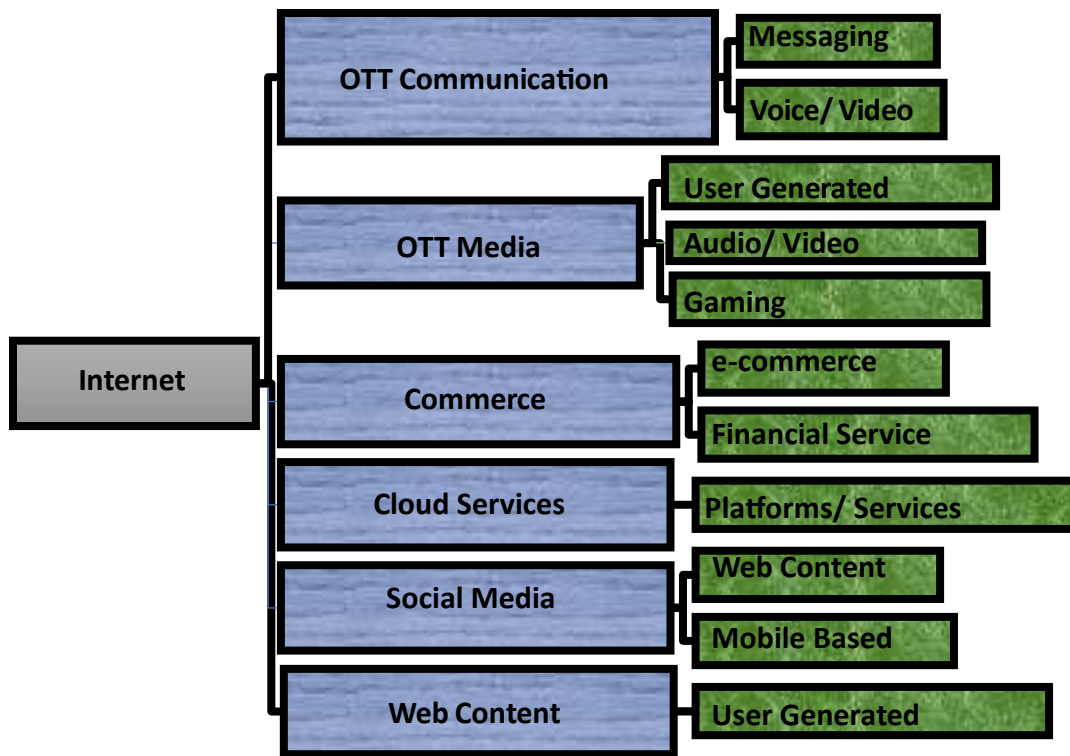 Internet
OTT Communication
Messaging
Voice/ Video
OTT Media
User Generated
Audio/ Video
Gaming
Commerce
e-commerce
Financial Service
Cloud Services
Platforms/ Services
Social Media
Web Content
Mobile Based
Web Content
User Generated